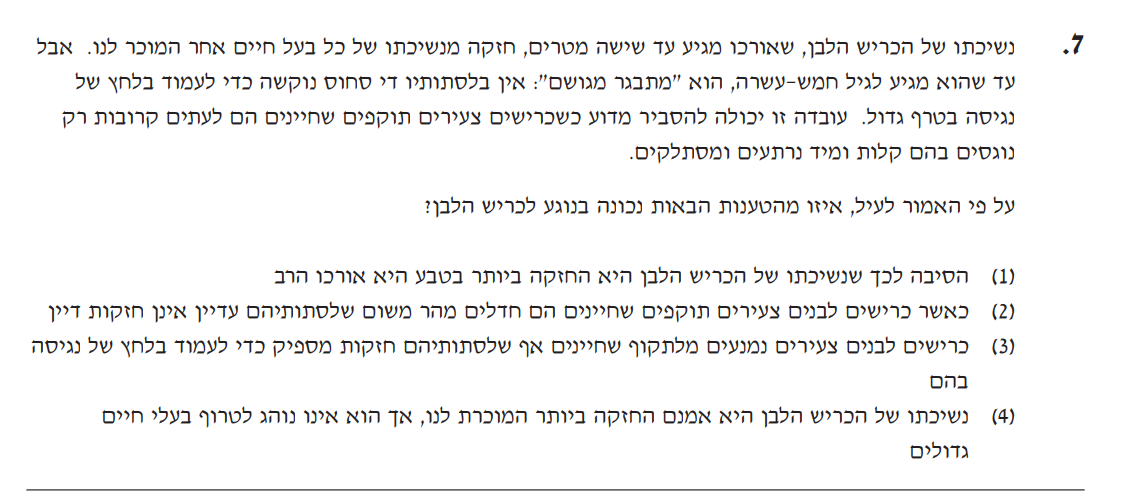 7. נשיכתו של הכריש הלבן, שאורכו מגיע עד שישה מטרים, חזקה מנשיכתו של כל בעל חיים אחר המוכר לנו. אבל
עד שהוא מגיע לגיל חמש-עשרה, הוא "מתבגר מגושם": אין בלסתותיו די סחוס נוקשה כדי לעמוד בלחץ של
נגיסה בטרף גדול. עובדה זו יכולה להסביר מדוע כשכרישים צעירים תוקפים שחיינים הם לעתים קרובות רק
נוגסים בהם קלות ומיד נרתעים ומסתלקים.
על פי האמור לעיל, איזו מהטענות הבאות נכונה בנוגע לכריש הלבן?
(1) הסיבה לכך שנשיכתו של הכריש הלבן היא החזקה ביותר בטבע היא אורכו הרב
(2) כאשר כרישים לבנים צעירים תוקפים שחיינים הם חדלים מהר משום שלסתותיהם עדיין אינן חזקות דיין
(3) כרישים לבנים צעירים נמנעים מלתקוף שחיינים אף שלסתותיהם חזקות מספיק כדי לעמוד בלחץ של נגיסה
בהם
(4) נשיכתו של הכריש הלבן היא אמנם החזקה ביותר המוכרת לנו, אך הוא אינו נוהג לטרוף בעלי חיים
גדולים